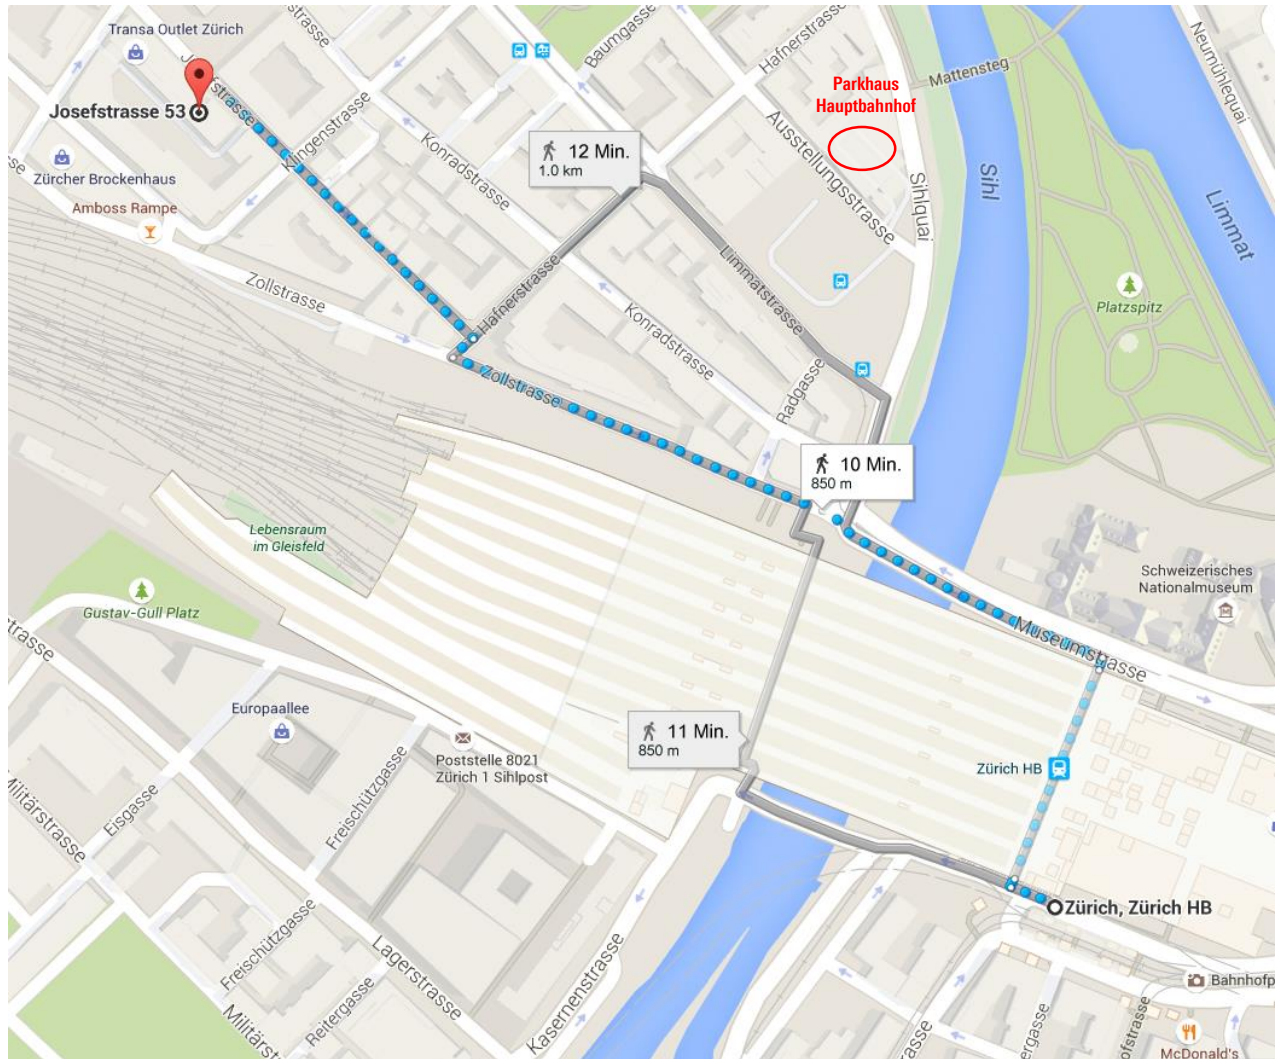 Transa Outlet Zürich
Josefstrasse
Josefstrasse 53
Klingenstrasse
Zürcher Brockenhaus
Amboss Rampe
Zollstrasse
Baumgasse
Hafnerstrasse
Konradstrasse
12 Min.
1.0 km
Parkhaus
Hauptbahnhof
Ausstellungsstrasse
Mattensteg
Neumühlequai
Sihlquai
Sihl
Limmat
Platzspitz
Hafnerstrasse
Limmatstrasse
Konradstrasse
Radgasse
Zollstrasse
10 Min.
850 m
Lebensraum
im Gleisfeld
Gustav-Gull Platz
Schweizerisches
Nationalmuseum
Museumstrasse
Europaallee
11 Min.
850 m
Poststelle 8021
Zürich 1 Sihlpost
Zürich HB
Zürich, Zürich HB
Militärstrasse
Eisgasse
Freischützgasse
Freischützgasse
Lagerstrasse
Militärst
Reitergasse
Kasernenstrasse
Bahnhofp
McDonald's